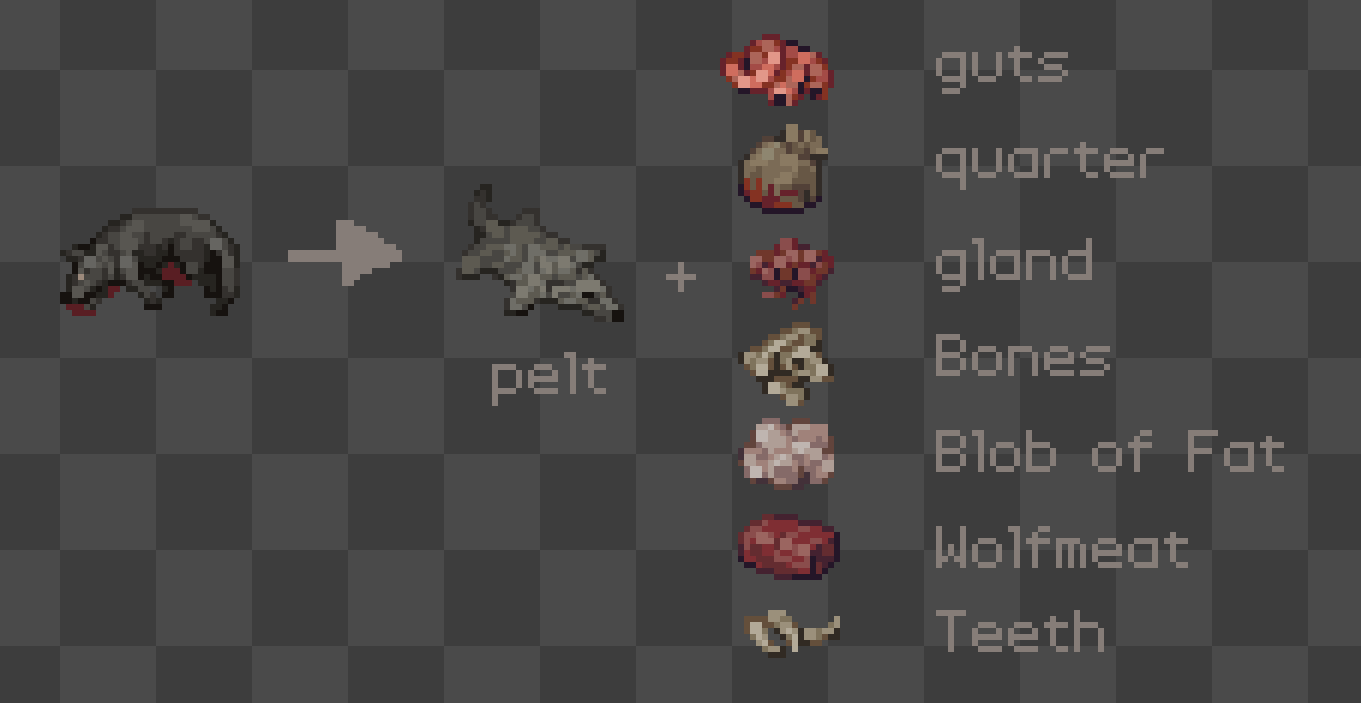 guts
quarter
gland
+
pelt
Bones
Blob of Fat
Wolfmeat
Teeth